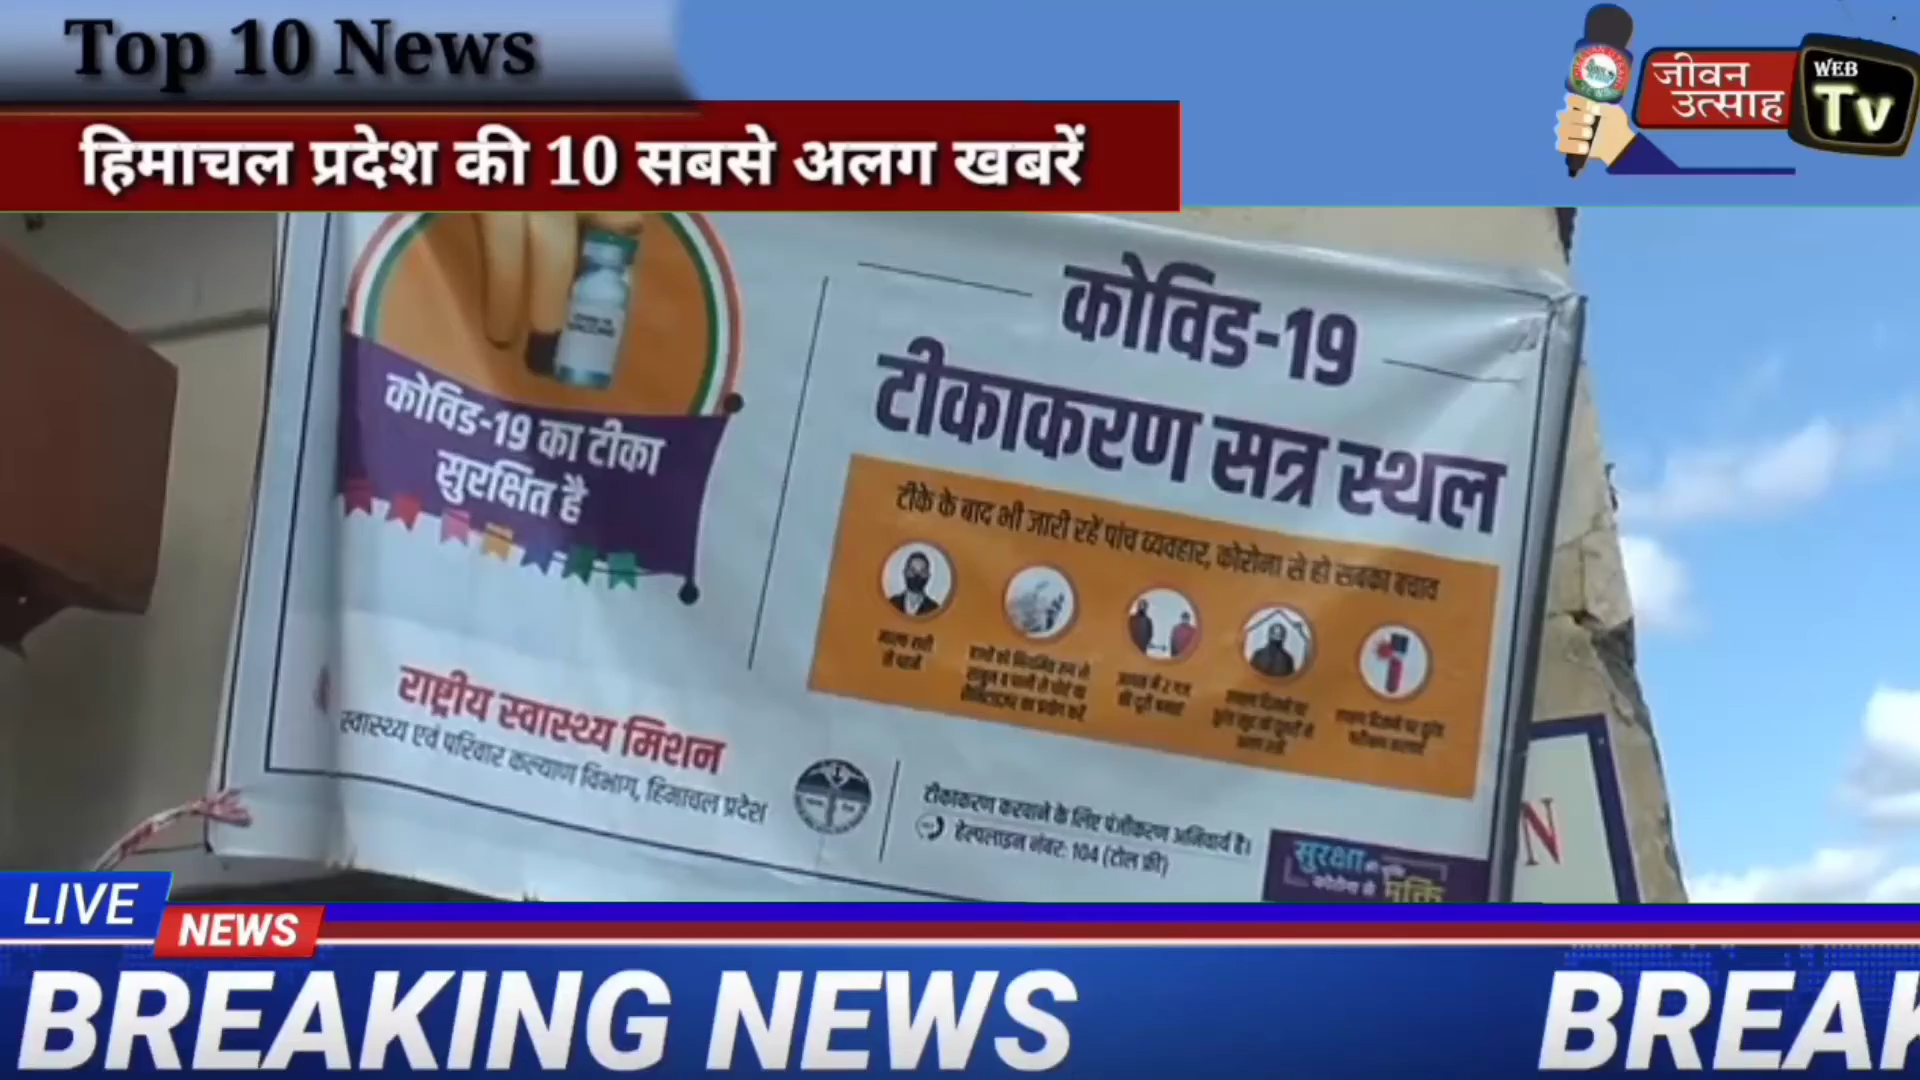 Top 10 News
हिमाचल प्रदेश की 10 सबसे अलग खबरें
जीवन
उत्साह
WEB
Tv
कोविड-19 का टीका
सुरक्षित है
राष्ट्रीय स्वास्थ्य मिशन
स्वास्थ्य एवं परिवार कल्याण विभाग, हिमाचल प्रदेश
कोविड-19
टीकाकरण सत्र स्थल
टीके के बाद भी जारी रहें पांच व्यवहार, कोरोना से हो सबका बचाव
टीकाकरण करवाने के लिए पंजीकरण अनिवार्य है।
हेल्पलाइन नंबर: 104 (टोल फ्री)
सुरक्षा
मुक्ति
N
LIVE
NEWS
BREAKING NEWS
BREAK